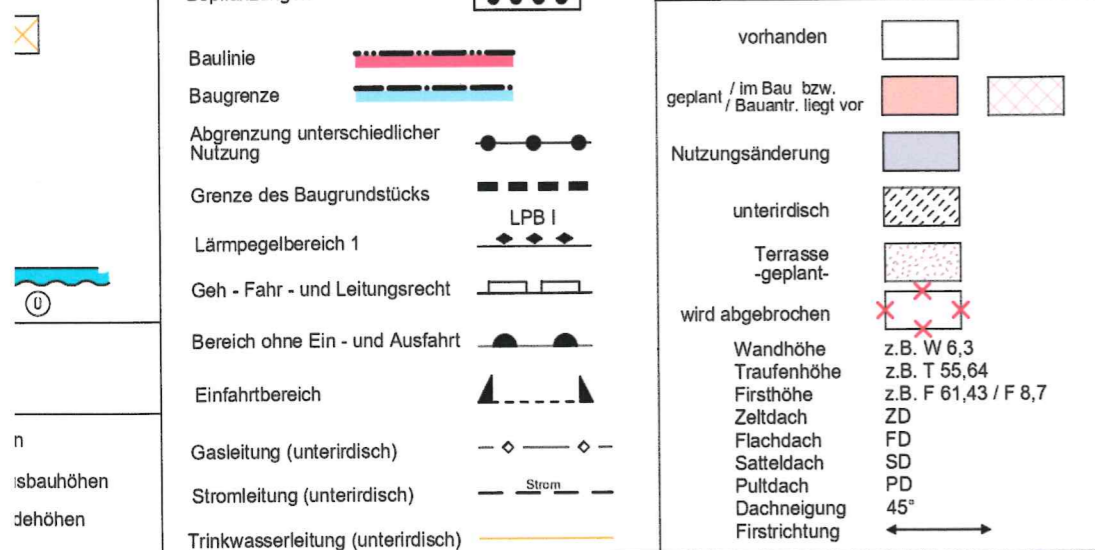 Ü
n
sbauhöhen
dehöhen
Baulinie
Baugrenze
Abgrenzung unterschiedlicher
Nutzung
Grenze des Baugrundstücks
LPB I
Lärmpegelbereich 1
Geh - Fahr - und Leitungsrecht
Bereich ohne Ein - und Ausfahrt
Einfahrtbereich
Gasleitung (unterirdisch)
Stromleitung (unterirdisch) Strom
Trinkwasserleitung (unterirdisch)
vorhanden
geplant / im Bau bzw.
/ Bauantr. liegt vor
Nutzungsänderung
unterirdisch
Terrasse
-geplant-
wird abgebrochen
Wandhöhe z.B. W 6,3
Traufenhöhe z.B. T 55,64
Firsthöhe z.B. F 61,43 / F 8,7
Zeltdach ZD
Flachdach FD
Satteldach SD
Pultdach PD
Dachneigung 45°
Firstrichtung